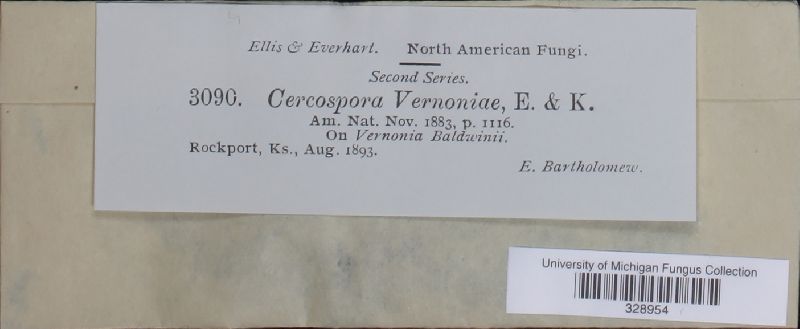 Ellis & Everhart. North American Fungi.
Second Series.
3090. Cercospora Vernoniae, E. & K.
Am. Nat. Nov. 1883, p. 1116.
On Vernonia Baldwinii.
Rockport, Ks., Aug. 1893.
E. Bartholomew.
University of Michigan Fungus Collection
328954